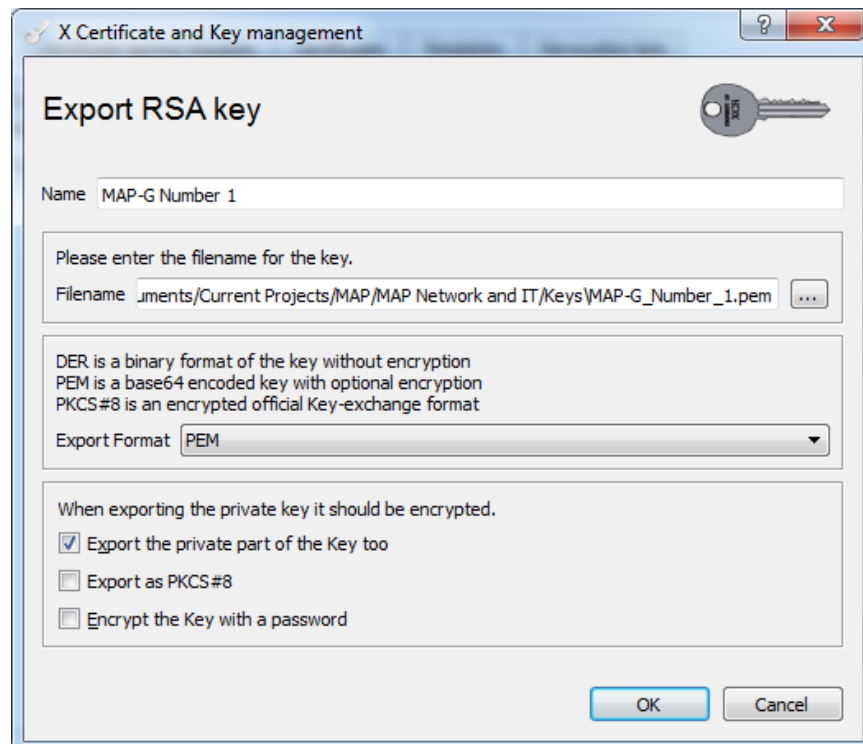 X Certificate and Key management
Export RSA key
XCA
Name MAP-G Number 1
Please enter the filename for the key.
Filename uments/Current Projects/MAP/MAP Network and IT/Keys\MAP-G_Number_1.pem ...
DER is a binary format of the key without encryption
PEM is a base64 encoded key with optional encryption
PKCS#8 is an encrypted official Key-exchange format
Export Format PEM
When exporting the private key it should be encrypted.
Export the private part of the Key too
Export as PKCS#8
Encrypt the Key with a password
OK Cancel